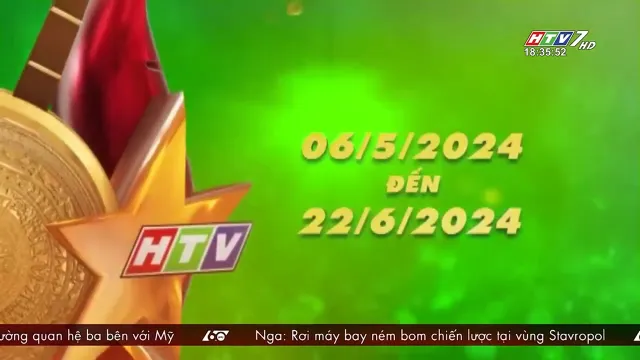 HTV7 HD
18:35:52
06/5/2024
ĐẾN
22/6/2024
HTV
ường quan hệ ba bên với Mỹ
60 Nga: Rơi máy bay ném bom chiến lược tại vùng Stavropol